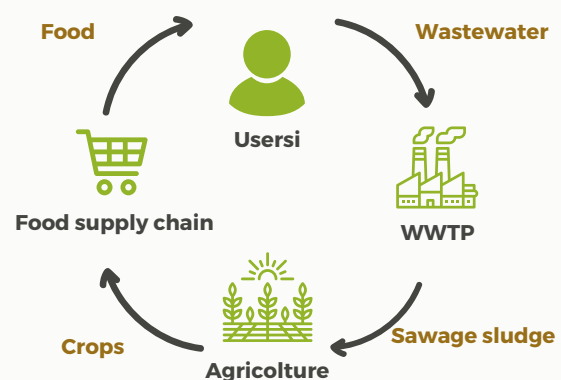 Food
Wastewater
Usersi
Food supply chain
WWTP
Crops
Sawage sludge
Agricolture